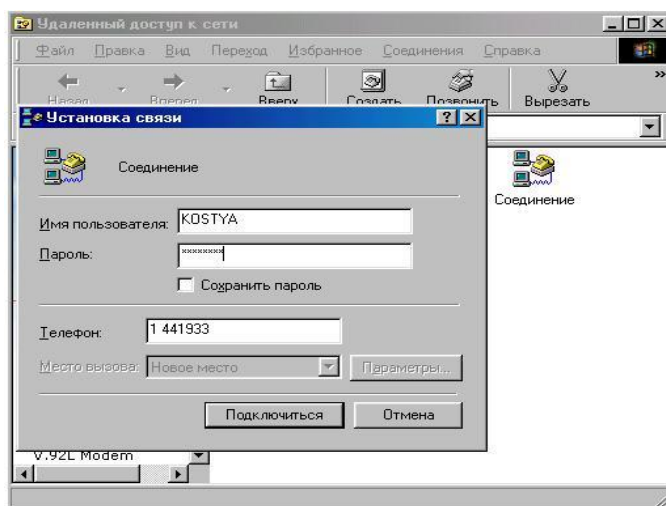 Удаленный доступ к сети
Файл Правка Вид Переход Избранное Соединения Справка
Назад Вперед Вверх Создать Позвонить Вырезать »
Установка связи
Соединение
Соединение
Имя пользователя: KOSTYA
Пароль: ××××××××
Сохранить пароль
Телефон: 1 441933
Место вызова: Новое место Параметры...
Подключиться Отмена
V.92L Modem